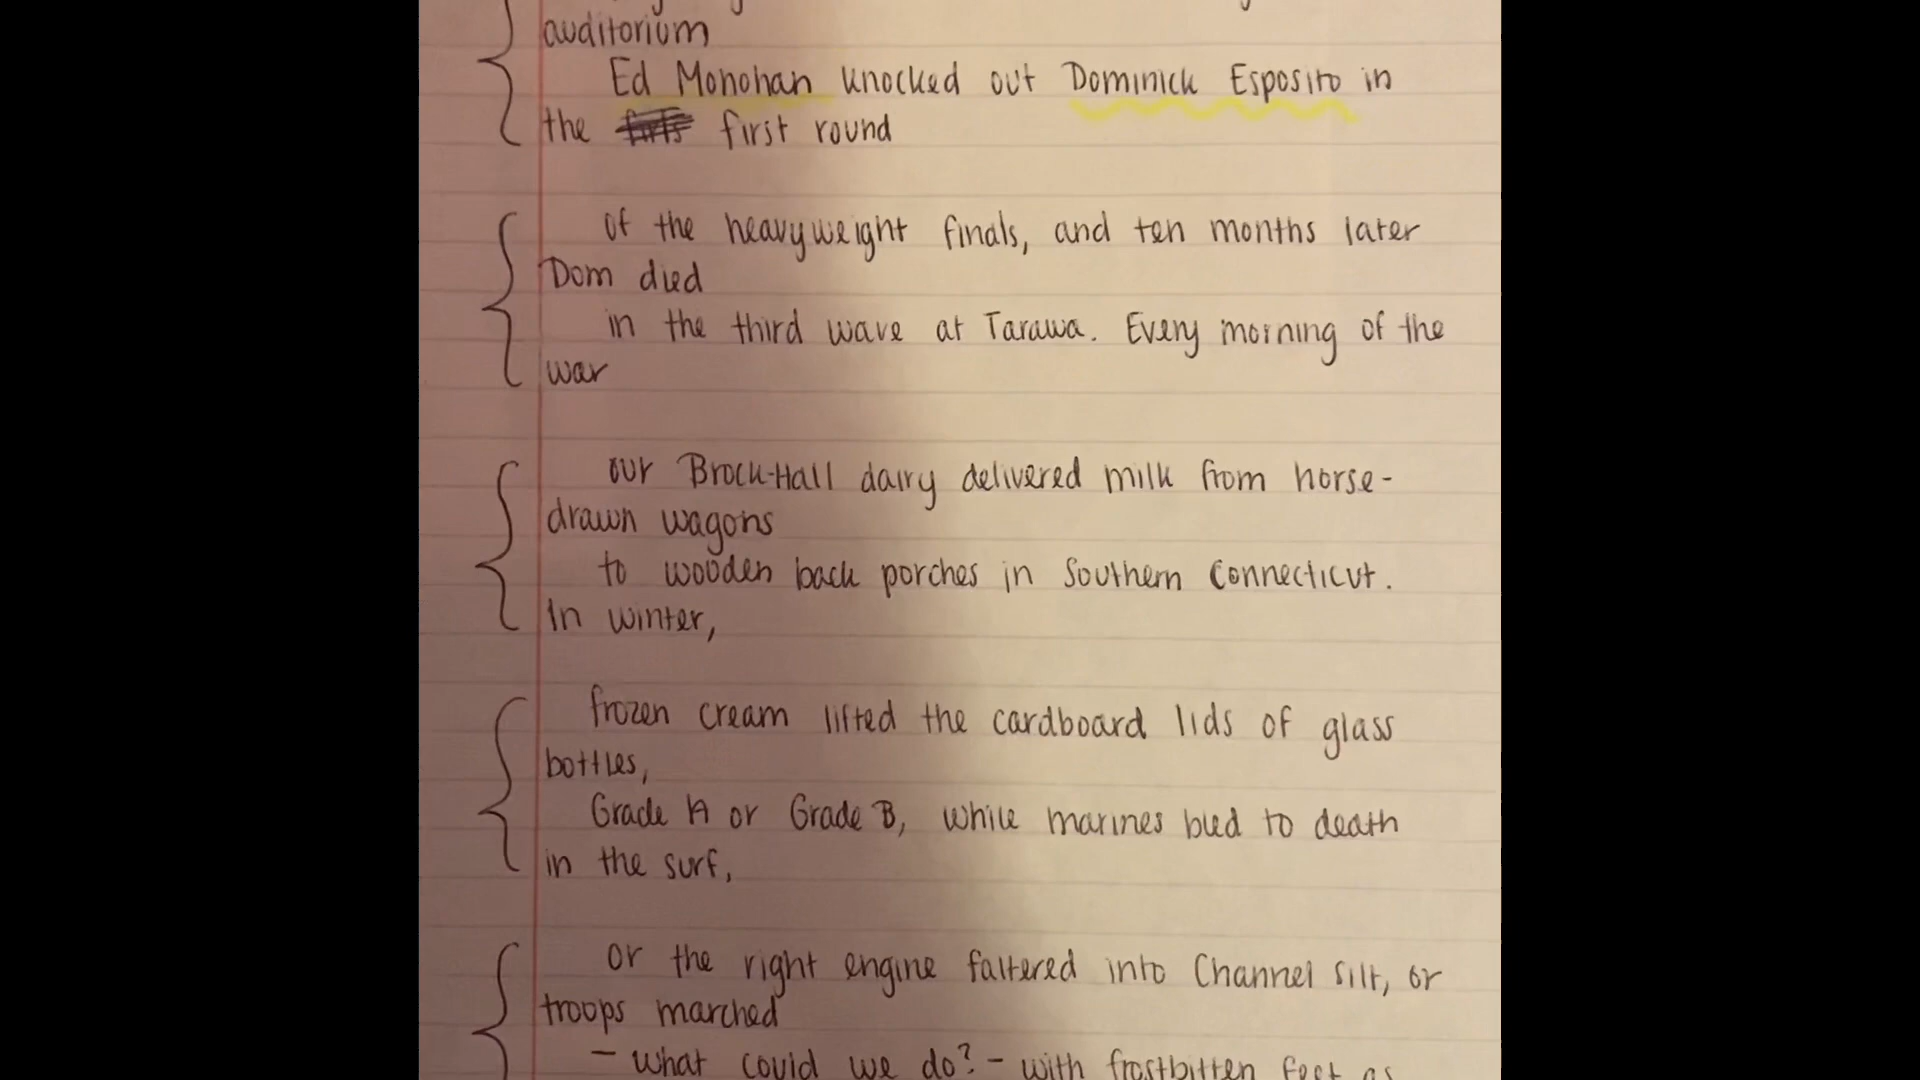 auditorium
Ed Monohan knocked out Dominick Esposito in
the firts first round
of the heavyweight finals, and ten months later
Dom died
in the third wave at Tarawa. Every morning of the
war
our Brock-Hall dairy delivered milk from horse-
drawn wagons
to wooden back porches in Southern Connecticut.
In winter,
frozen cream lifted the cardboard lids of glass
bottles,
Grade A or Grade B, while marines bled to death
in the surf,
or the right engine faltered into Channel silt, or
troops marched
– what could we do? – with frostbitten feet as